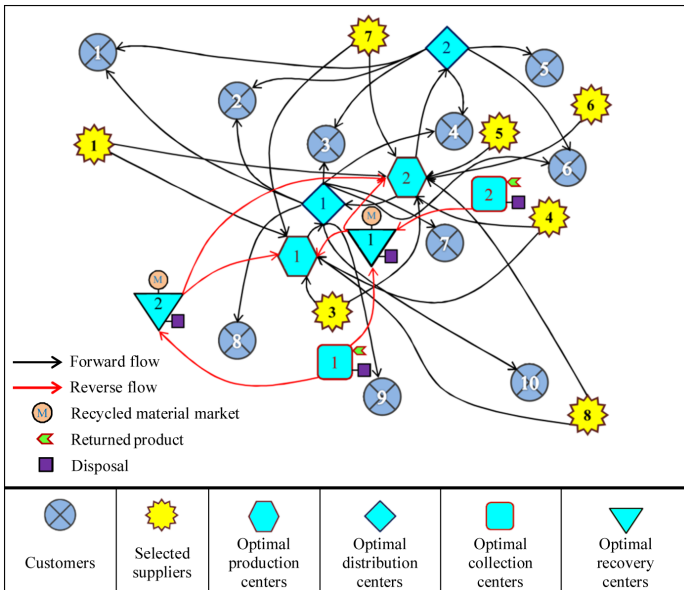 7
2
1
5
2
6
3
4
5
1
6
2
2
1
4
M
1
7
1
M
2
3
8
1
10
9
8
Forward flow
Reverse flow
M Recycled material market
Returned product
Disposal
Customers
Selected
suppliers
Optimal
production
centers
Optimal
distribution
centers
Optimal
collection
centers
Optimal
recovery
centers